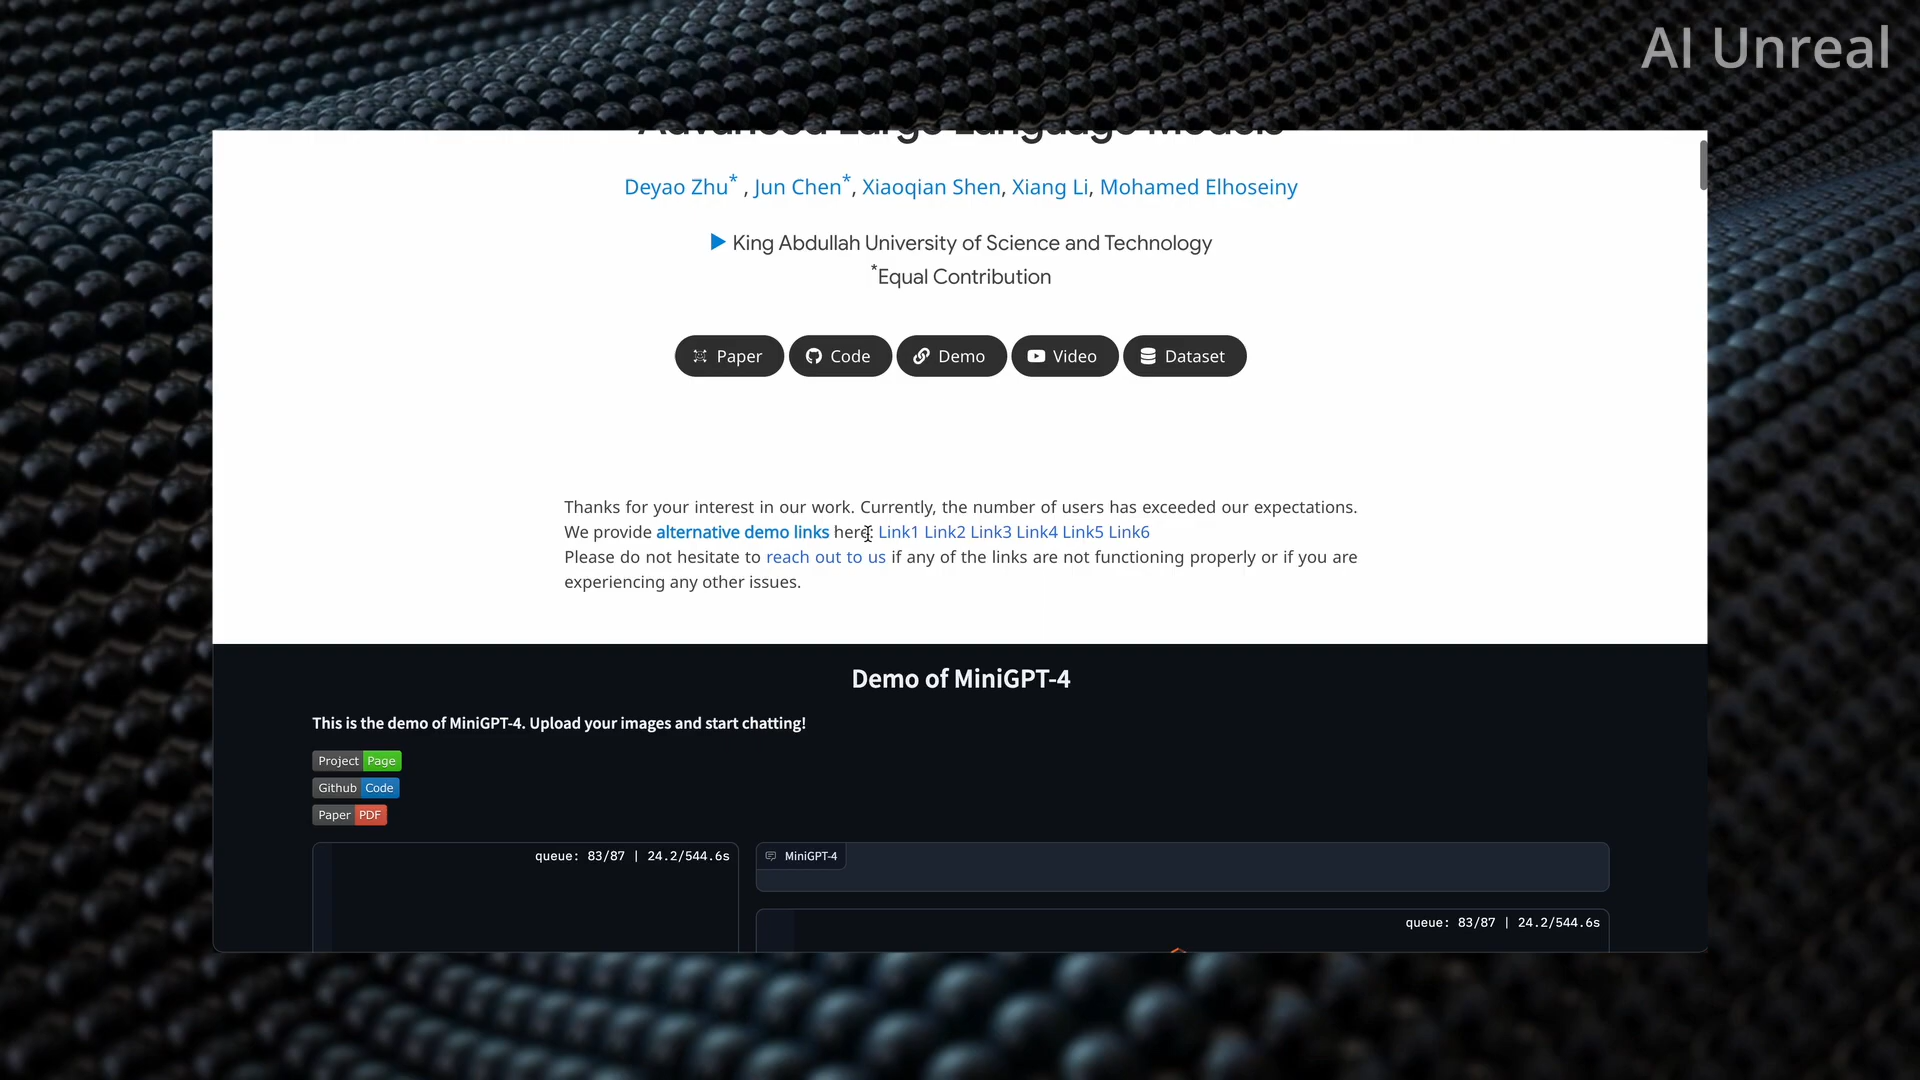 AI Unreal
Advanced Large Language Models
Deyao Zhu* , Jun Chen*, Xiaoqian Shen, Xiang Li, Mohamed Elhoseiny
King Abdullah University of Science and Technology
*Equal Contribution
Paper Code Demo Video Dataset
Thanks for your interest in our work. Currently, the number of users has exceeded our expectations.
We provide alternative demo links here: Link1 Link2 Link3 Link4 Link5 Link6
Please do not hesitate to reach out to us if any of the links are not functioning properly or if you are
experiencing any other issues.
Demo of MiniGPT-4
This is the demo of MiniGPT-4. Upload your images and start chatting!
Project Page
Github Code
Paper PDF
queue: 83/87 | 24.2/544.6s
MiniGPT-4
queue: 83/87 | 24.2/544.6s